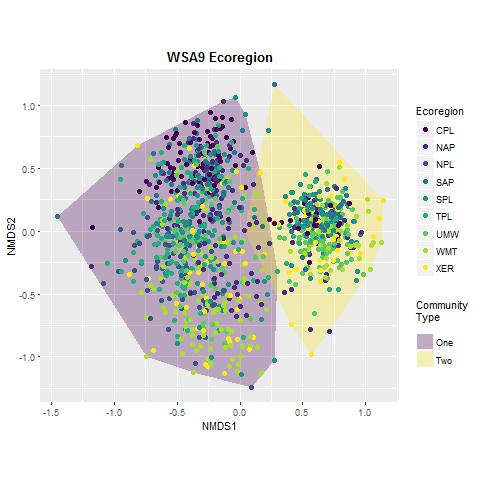 WSA9 Ecoregion
1.0
0.5
0.0
-0.5
-1.0
NMDS2
-1.5
-1.0
-0.5
0.0
0.5
1.0
NMDS1
Ecoregion
CPL
NAP
NPL
SAP
SPL
TPL
UMW
WMT
XER
Community
Type
One
Two